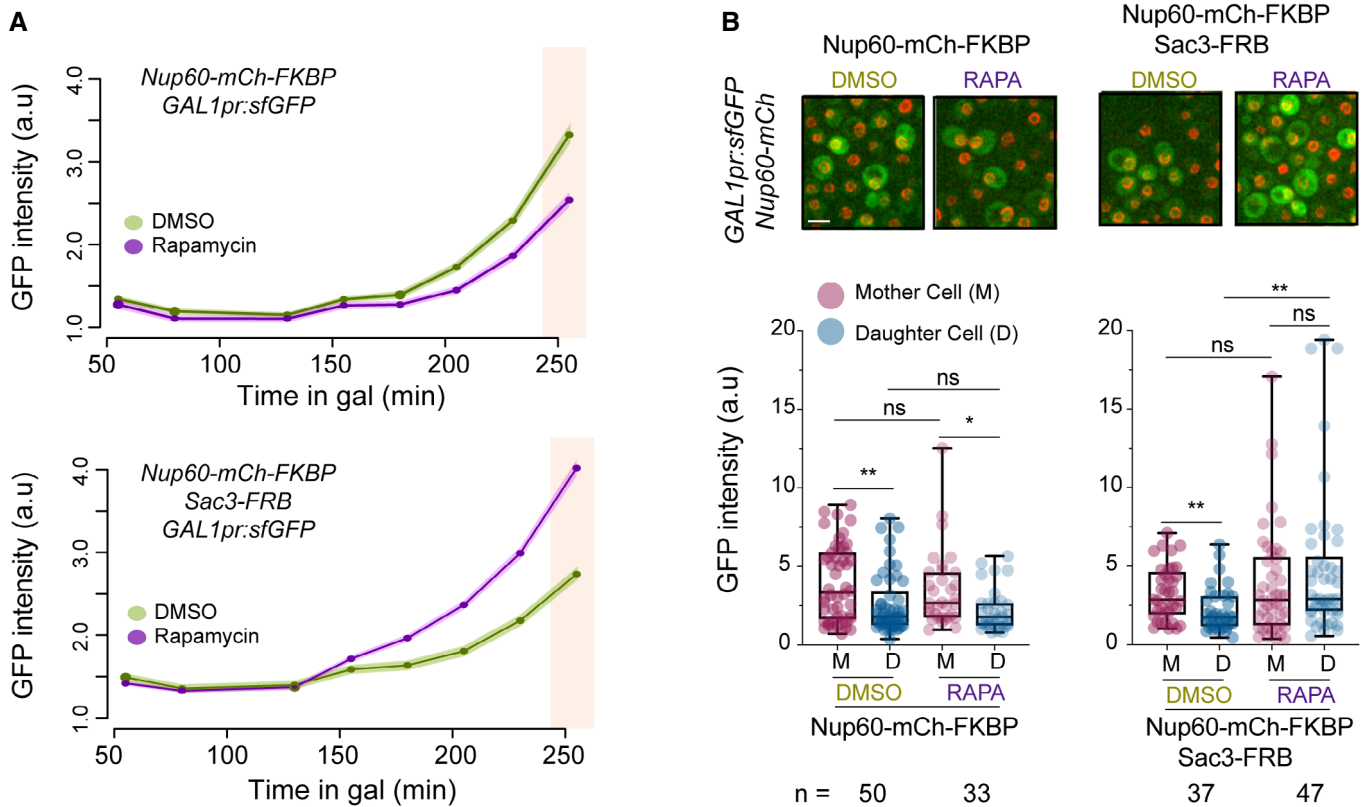 A
Nup60-mCh-FKBP
GAL1pr:sfGFP
GFP intensity (a.u)
4.0
3.0
2.0
1.0
DMSO
Rapamycin
50 100 150 200 250
Time in gal (min)
Nup60-mCh-FKBP
Sac3-FRB
GAL1pr:sfGFP
GFP intensity (a.u)
4.0
3.0
2.0
1.0
DMSO
Rapamycin
50 100 150 200 250
Time in gal (min)
B
Nup60-mCh-FKBP
Nup60-mCh-FKBP
Sac3-FRB
DMSO RAPA DMSO RAPA
GAL1pr:sfGFP
Nup60-mCh
Mother Cell (M)
Daughter Cell (D)
GFP intensity (a.u)
20
15
10
5
0
**
ns
*
ns
M D M D
DMSO RAPA
Nup60-mCh-FKBP
20
15
10
5
0
**
ns
ns
**
M D M D
DMSO RAPA
Nup60-mCh-FKBP
Sac3-FRB
n = 50 33 37 47